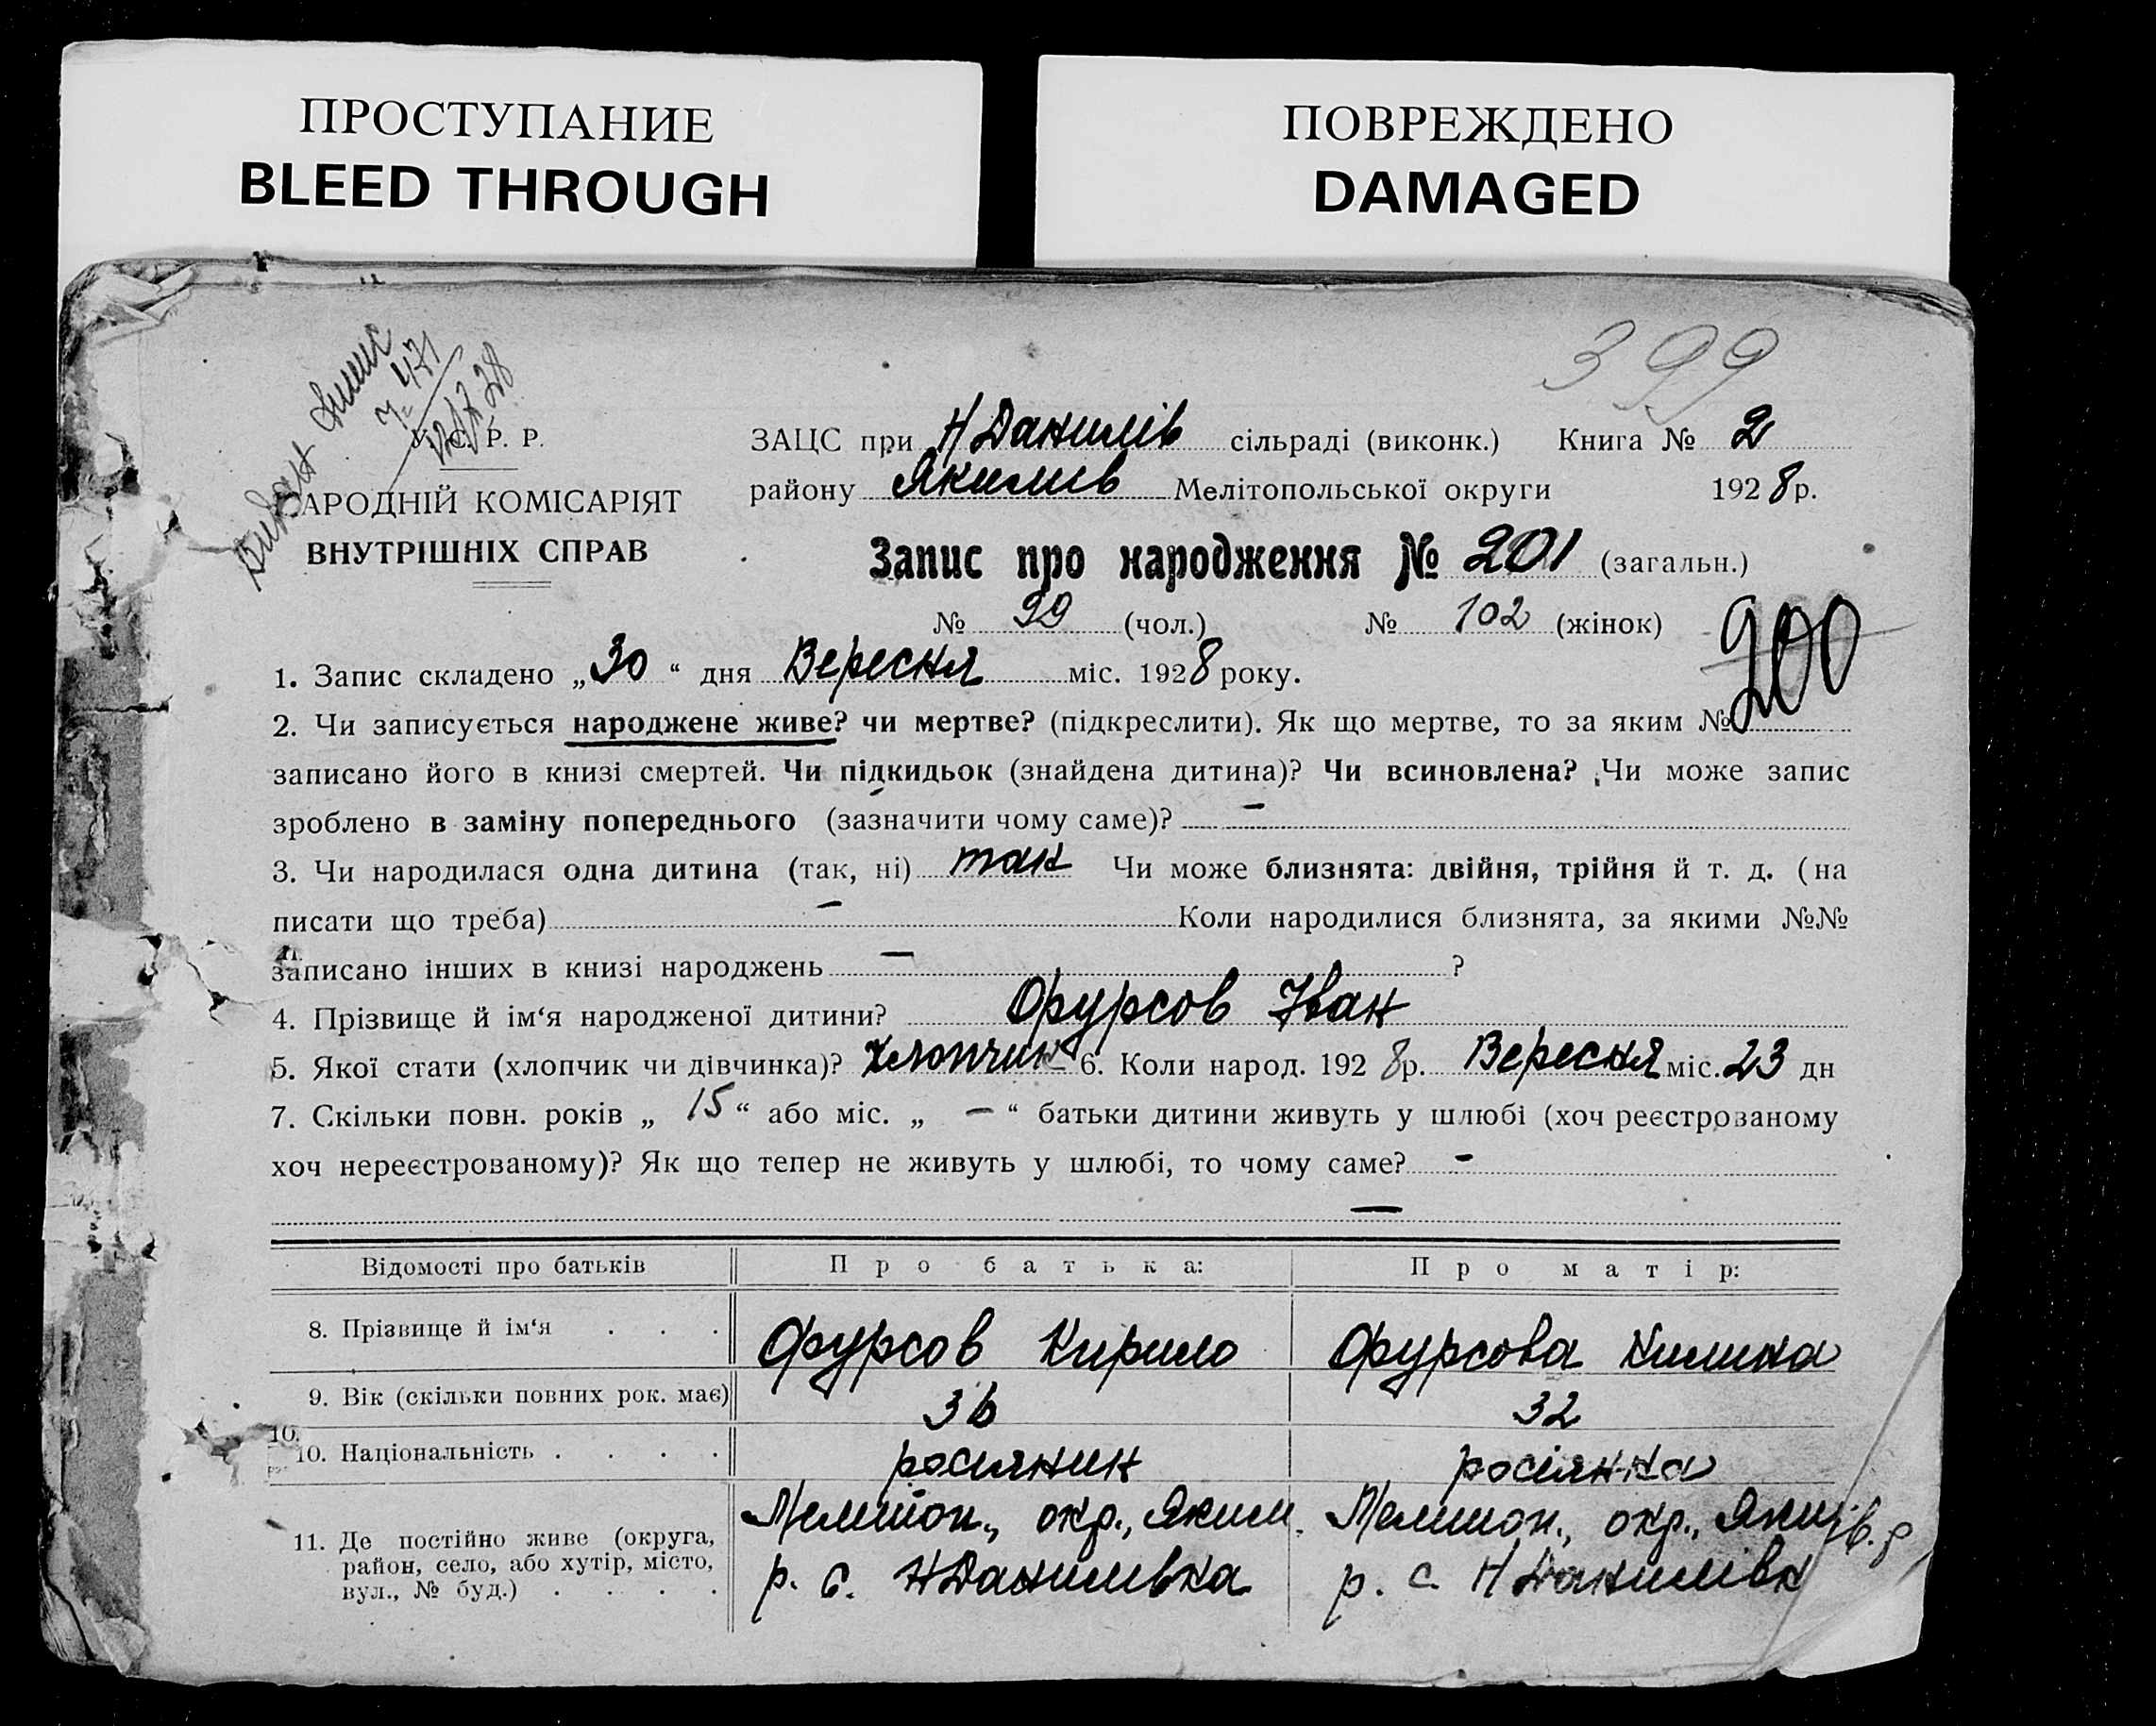 ПРОСТУПАНИЕ
BLEED THROUGH
ПОВРЕЖДЕНО
DAMAGED
399
У. С. Р. Р.
НАРОДНІЙ КОМІСАРІЯТ
ВНУТРІШНІХ СПРАВ
ЗАЦС при Н Данилів сільраді (виконк.) Книга № 2
району Якимів Мелітопольської округи 1928 р.
Запис про народження № 201 (загальн.)
№ 99 (чол.) № 102 (жінок)
200
1. Запис складено „30“ дня Вересня міс. 1928 року.
2. Чи записується народжене живе? чи мертве? (підкреслити). Як що мертве, то за яким №
записано його в книзі смертей. Чи підкидьок (знайдена дитина)? Чи всиновлена? Чи може запис
зроблено в заміну попереднього (зазначити чому саме)? —
3. Чи народилася одна дитина (так, ні) так Чи може близнята: двійня, трійня й т. д. (на
писати що треба) — Коли народилися близнята, за якими №№
записано інших в книзі народжень — ?
4. Прізвище й ім‘я народженої дитини? Фурсов Іван
5. Якої стати (хлопчик чи дівчинка)? Хлопчик 6. Коли народ. 1928 р. Вересня міс. 23 дн
7. Скільки повн. років „15“ або міс. „—“ батьки дитини живуть у шлюбі (хоч реєстрованому
хоч нереєстрованому)? Як що тепер не живуть у шлюбі, то чому саме? -
—
Відомості про батьків Про батька: Про матір:
8. Прізвище й ім‘я . . . Фурсов Кирило Фурсова Килина
9. Вік (скільки повних рок. має) 36 32
10.
10. Національність . . . . росіяник росіянка
11. Де постійно живе (округа, район, село, або хутір, місто, вул., № буд.) . . . .
Мелітоп., окр., Яким.
р. с. Н Данилівка
Мелітоп., окр., Якимів. р
р. с. Н Данилівк